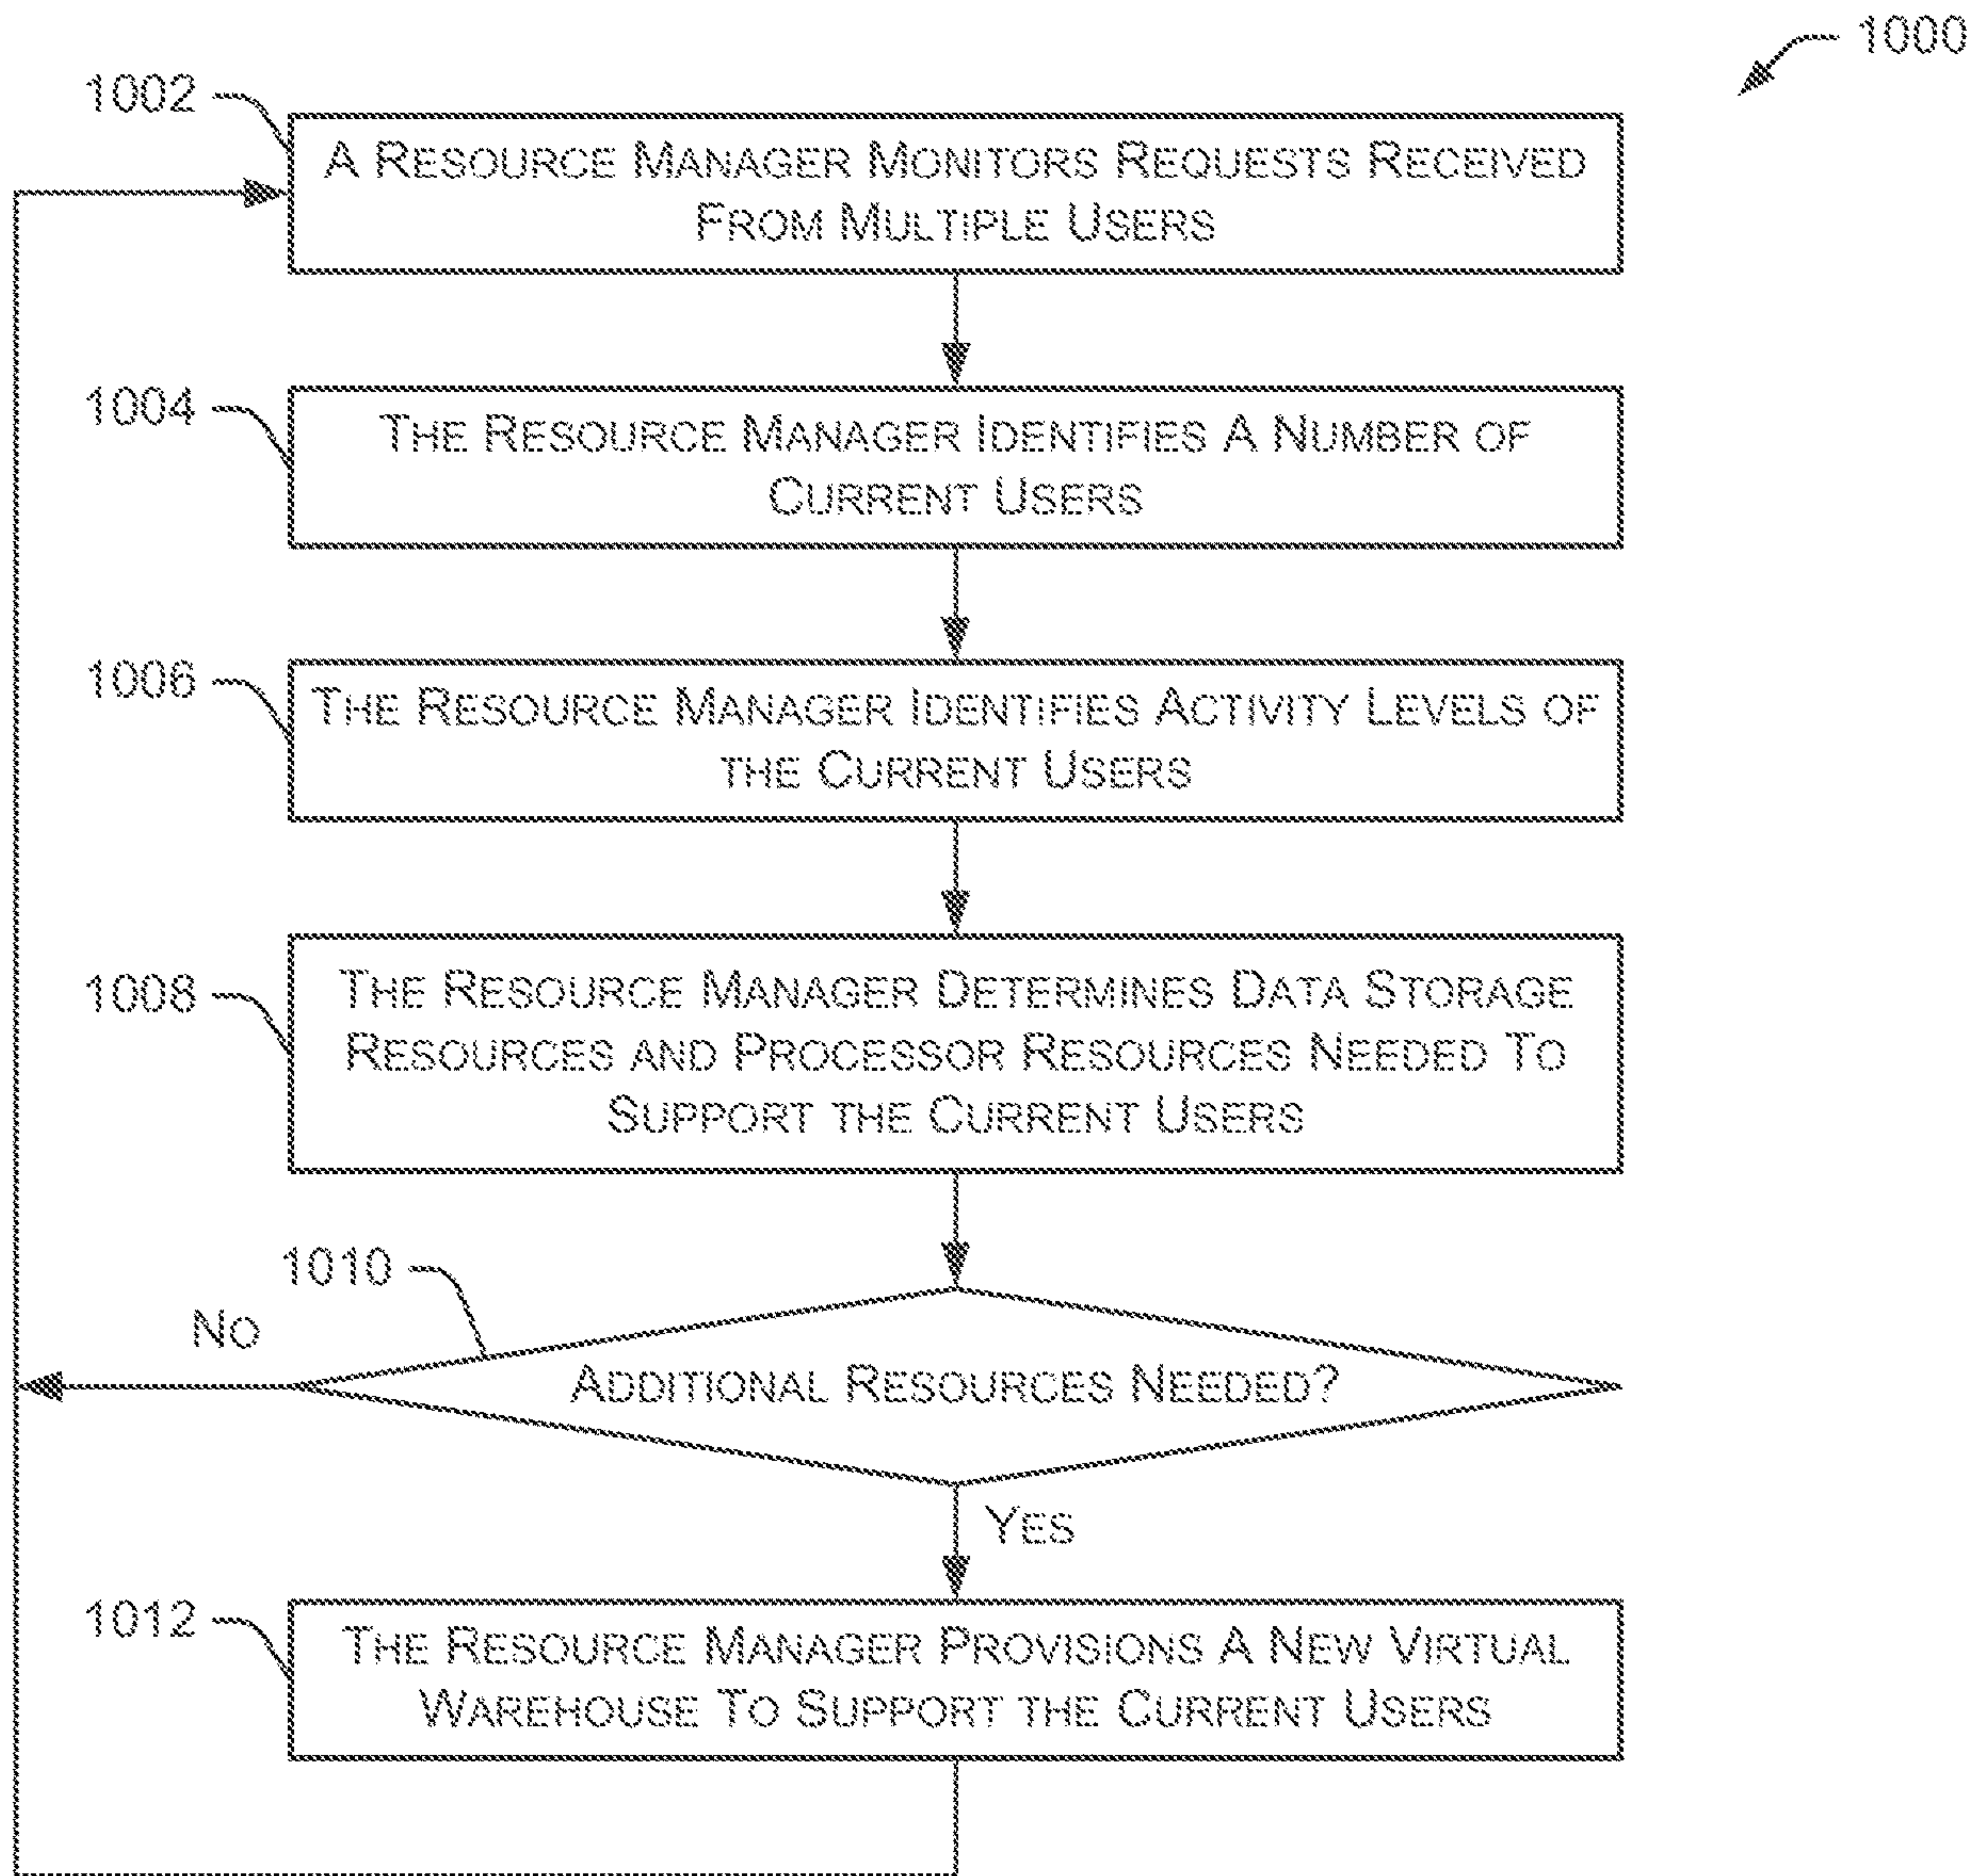 1000
1002
A RESOURCE MANAGER MONITORS REQUESTS RECEIVED
FROM MULTIPLE USERS
1004
THE RESOURCE MANAGER IDENTIFIES A NUMBER OF
CURRENT USERS
1006
THE RESOURCE MANAGER IDENTIFIES ACTIVITY LEVELS OF
THE CURRENT USERS
1008
THE RESOURCE MANAGER DETERMINES DATA STORAGE
RESOURCES AND PROCESSOR RESOURCES NEEDED TO
SUPPORT THE CURRENT USERS
1010
NO
ADDITIONAL RESOURCES NEEDED?
YES
1012
THE RESOURCE MANAGER PROVISIONS A NEW VIRTUAL
WAREHOUSE TO SUPPORT THE CURRENT USERS